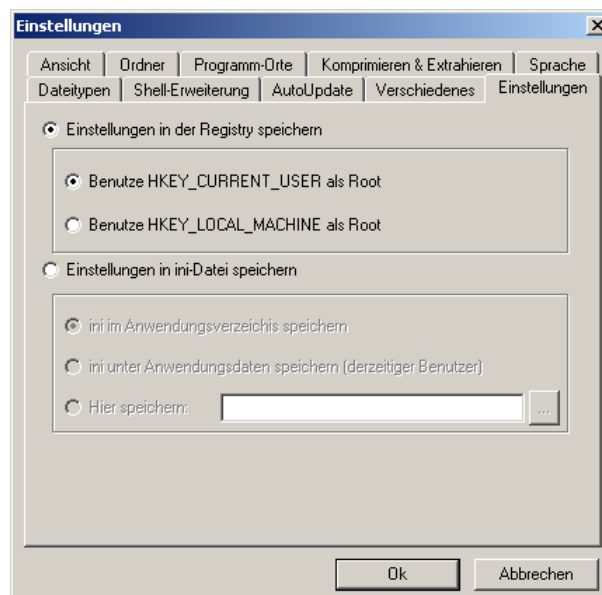 Einstellungen
Ansicht Ordner Programm-Orte Komprimieren & Extrahieren Sprache
Dateitypen Shell-Erweiterung AutoUpdate Verschiedenes Einstellungen
Einstellungen in der Registry speichern
Benutze HKEY_CURRENT_USER als Root
Benutze HKEY_LOCAL_MACHINE als Root
Einstellungen in ini-Datei speichern
ini im Anwendungsverzeichis speichern
ini unter Anwendungsdaten speichern (derzeitiger Benutzer)
Hier speichern: ...
Ok Abbrechen